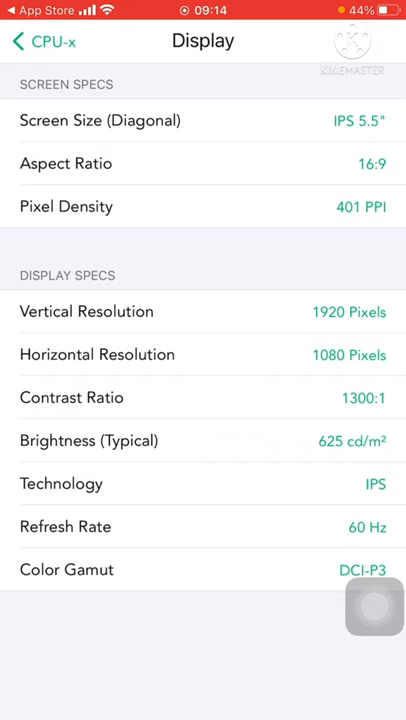 App Store 09:14 44%
CPU-x Display
K
KINEMASTER
SCREEN SPECS
Screen Size (Diagonal) IPS 5.5"
Aspect Ratio 16:9
Pixel Density 401 PPI
DISPLAY SPECS
Vertical Resolution 1920 Pixels
Horizontal Resolution 1080 Pixels
Contrast Ratio 1300:1
Brightness (Typical) 625 cd/m²
Technology IPS
Refresh Rate 60 Hz
Color Gamut DCI-P3